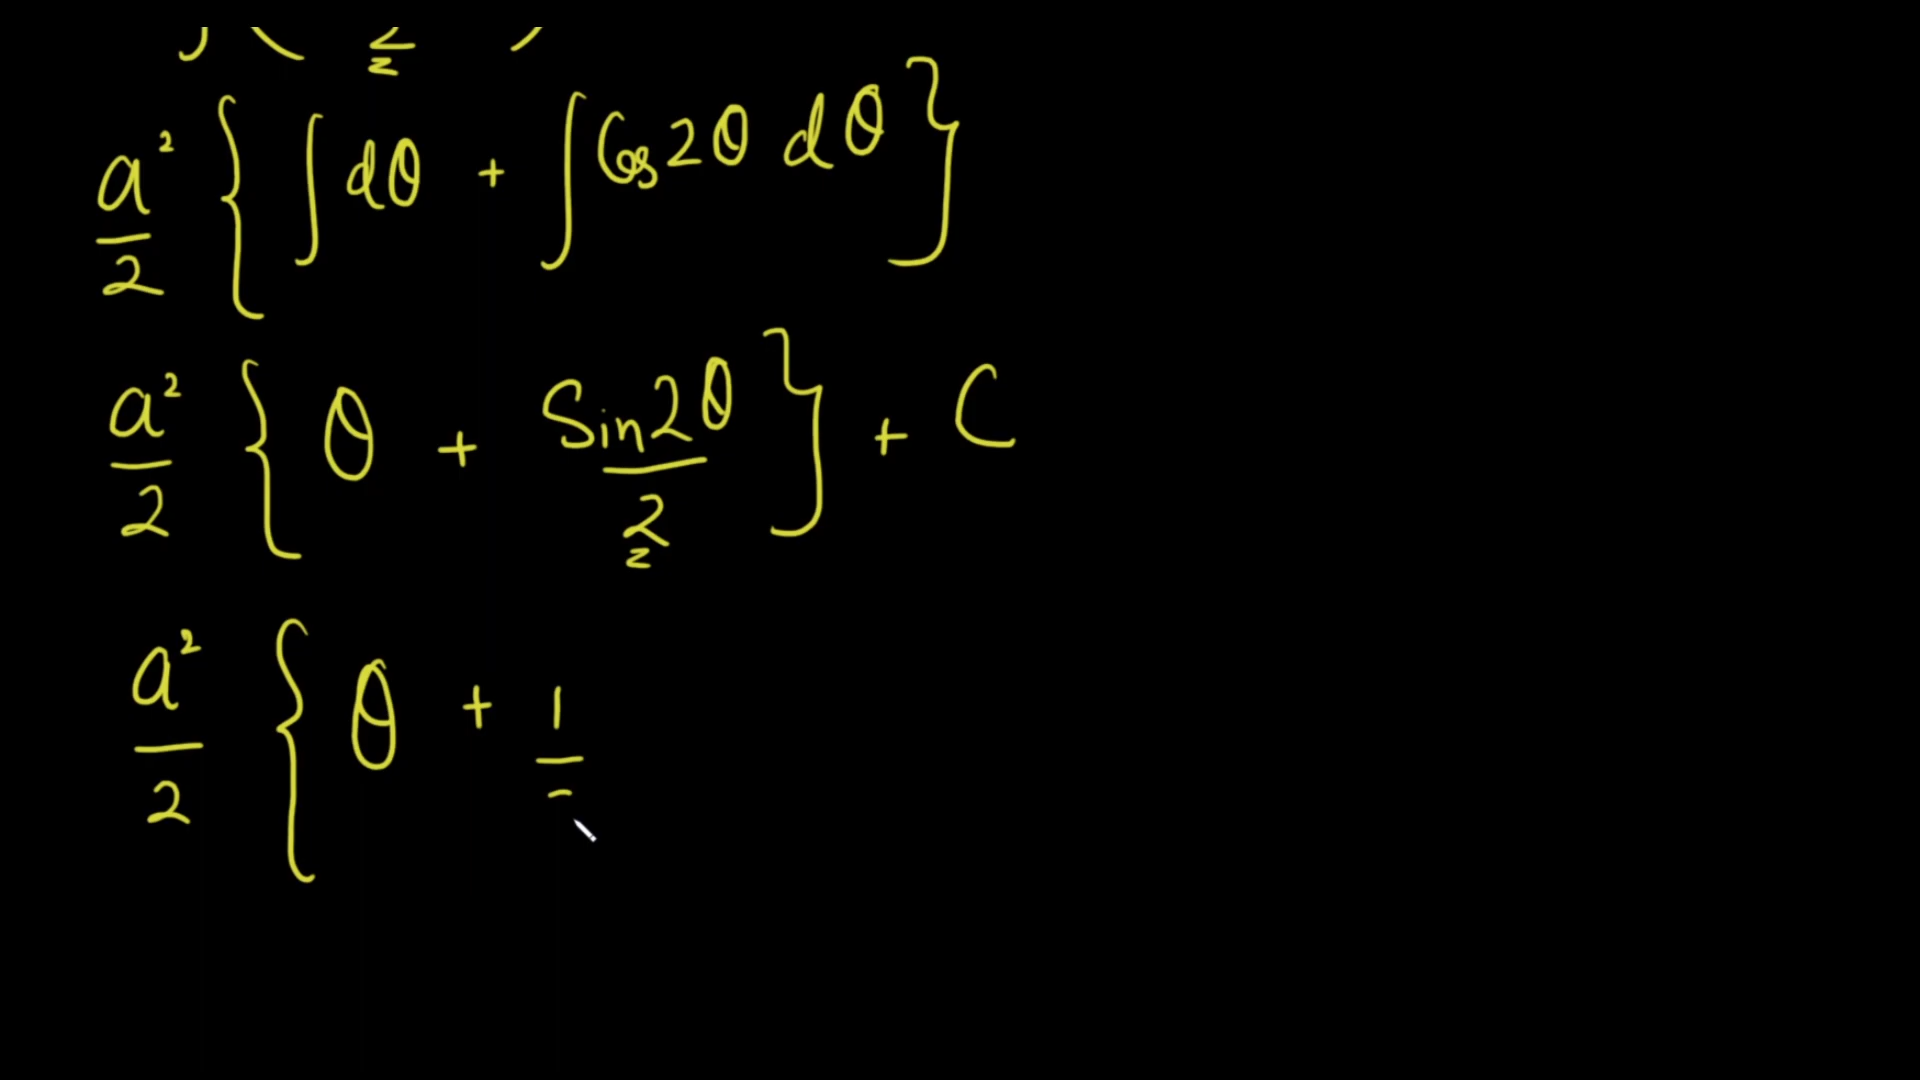 a²/2 { ∫ dθ + ∫ Cos2θ dθ }
a²/2 { θ + Sin2θ/2 } + C
a²/2 { θ + 1/